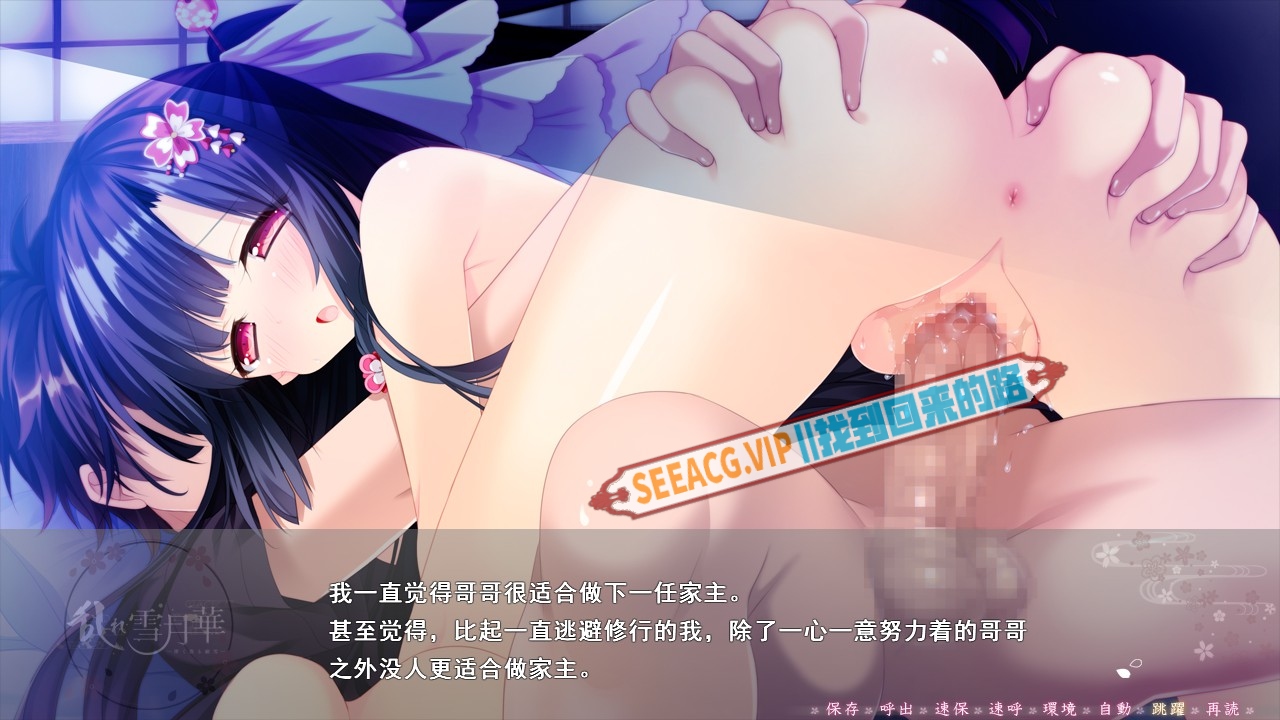 SEEACG.VIP||找到回来的路
我一直觉得哥哥很适合做下一任家主。
甚至觉得，比起一直逃避修行的我，除了一心一意努力着的哥哥
之外没人更适合做家主。
乱れ雪月華
保存 呼出 速保 速呼 環境 自動 跳躍 再読